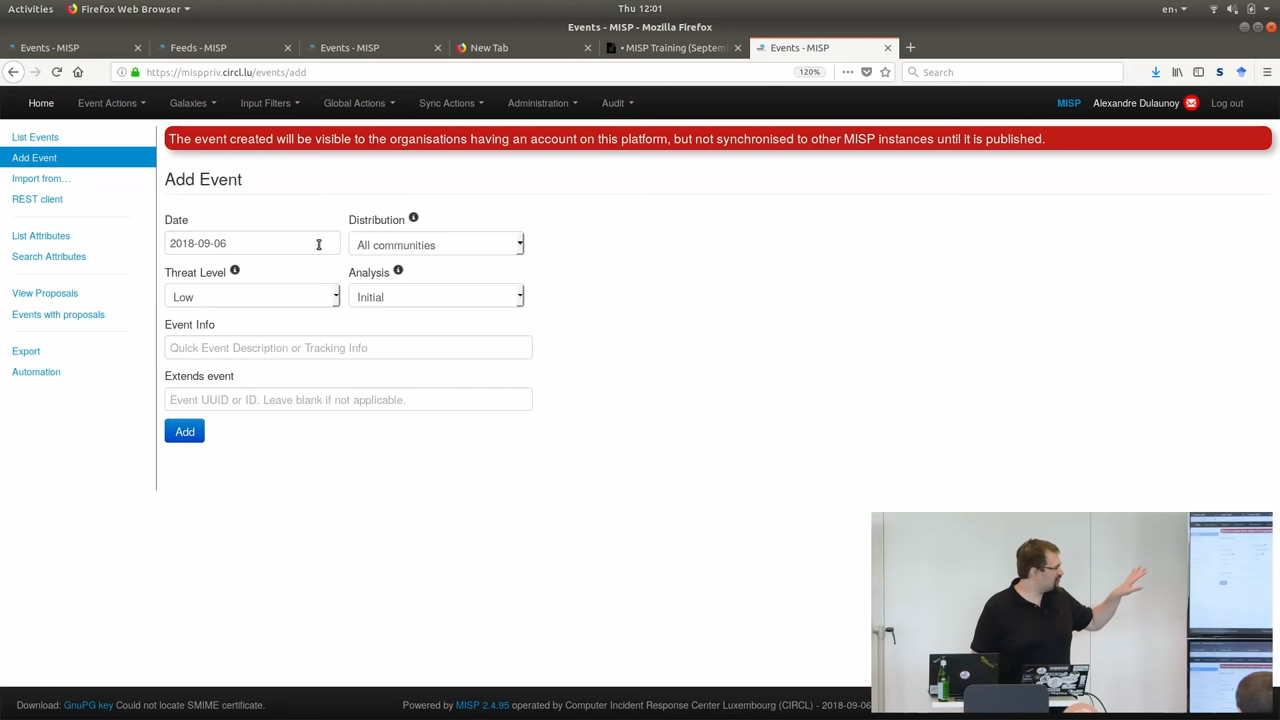 Activities Firefox Web Browser Thu 12:01 en1
Events - MISP - Mozilla Firefox
Events - MISP Feeds - MISP Events - MISP New Tab • MISP Training (Septem Events - MISP
https://misppriv.circl.lu/events/add 120% Search
Home Event Actions Galaxies Input Filters Global Actions Sync Actions Administration Audit MISP Alexandre Dulaunoy Log out
List Events
Add Event
Import from…
REST client
List Attributes
Search Attributes
View Proposals
Events with proposals
Export
Automation
The event created will be visible to the organisations having an account on this platform, but not synchronised to other MISP instances until it is published.
Add Event
Date Distribution
2018-09-06 All communities
Threat Level Analysis
Low Initial
Event Info
Quick Event Description or Tracking Info
Extends event
Event UUID or ID. Leave blank if not applicable.
Add
Download: GnuPG key Could not locate SMIME certificate. Powered by MISP 2.4.95 operated by Computer Incident Response Center Luxembourg (CIRCL) - 2018-09-06